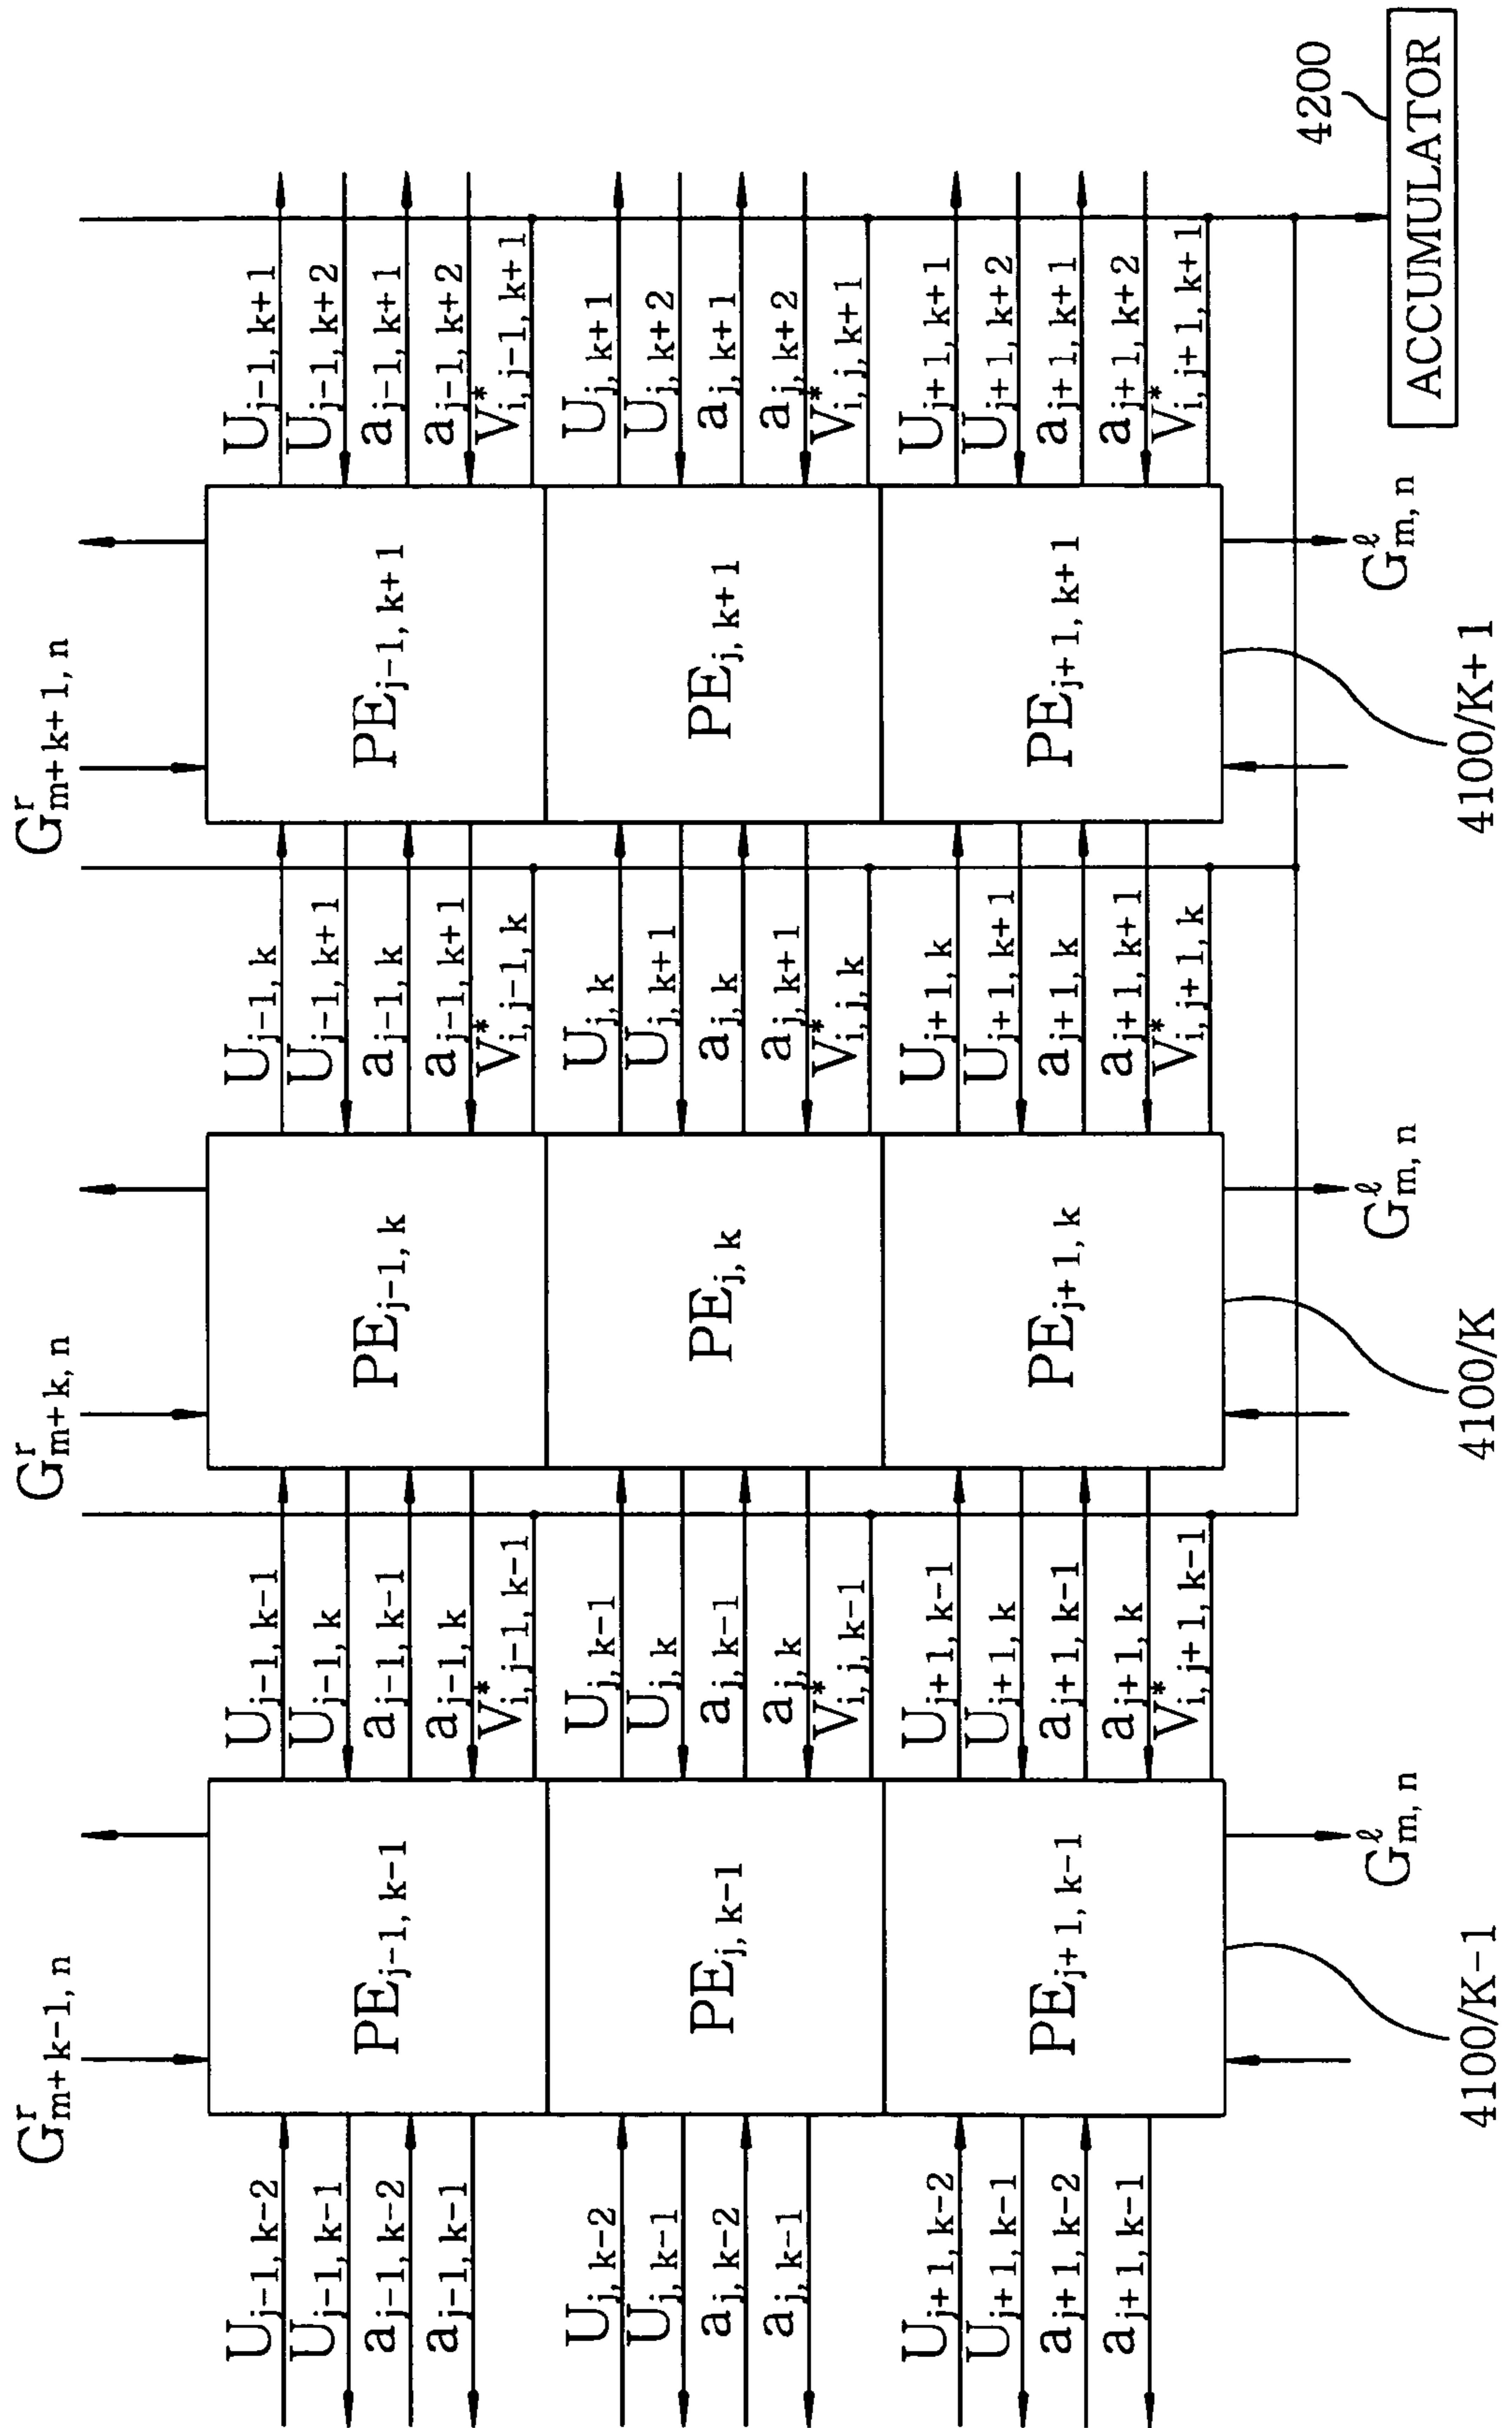 G^r_{m+k-1, n}
G^r_{m+k, n}
G^r_{m+k+1, n}
U_{j-1, k-2}
U_{j-1, k-1}
a_{j-1, k-2}
a_{j-1, k-1}
PE_{j-1, k-1}
U_{j-1, k-1}
U_{j-1, k}
a_{j-1, k-1}
a_{j-1, k}
V*_{i, j-1, k-1}
PE_{j-1, k}
U_{j-1, k}
U_{j-1, k+1}
a_{j-1, k}
a_{j-1, k+1}
V*_{i, j-1, k}
PE_{j-1, k+1}
U_{j-1, k+1}
U_{j-1, k+2}
a_{j-1, k+1}
a_{j-1, k+2}
V*_{i, j-1, k+1}
U_{j, k-2}
U_{j, k-1}
a_{j, k-2}
a_{j, k-1}
PE_{j, k-1}
U_{j, k-1}
U_{j, k}
a_{j, k-1}
a_{j, k}
V*_{i, j, k-1}
PE_{j, k}
U_{j, k}
U_{j, k+1}
a_{j, k}
a_{j, k+1}
V*_{i, j, k}
PE_{j, k+1}
U_{j, k+1}
U_{j, k+2}
a_{j, k+1}
a_{j, k+2}
V*_{i, j, k+1}
U_{j+1, k-2}
U_{j+1, k-1}
a_{j+1, k-2}
a_{j+1, k-1}
PE_{j+1, k-1}
U_{j+1, k-1}
U_{j+1, k}
a_{j+1, k-1}
a_{j+1, k}
V*_{i, j+1, k-1}
PE_{j+1, k}
U_{j+1, k}
U_{j+1, k+1}
a_{j+1, k}
a_{j+1, k+1}
V*_{i, j+1, k}
PE_{j+1, k+1}
U_{j+1, k+1}
U_{j+1, k+2}
a_{j+1, k+1}
a_{j+1, k+2}
V*_{i, j+1, k+1}
G^ℓ_{m, n}
G^ℓ_{m, n}
G^ℓ_{m, n}
4200
ACCUMULATOR
4100/K-1
4100/K
4100/K+1